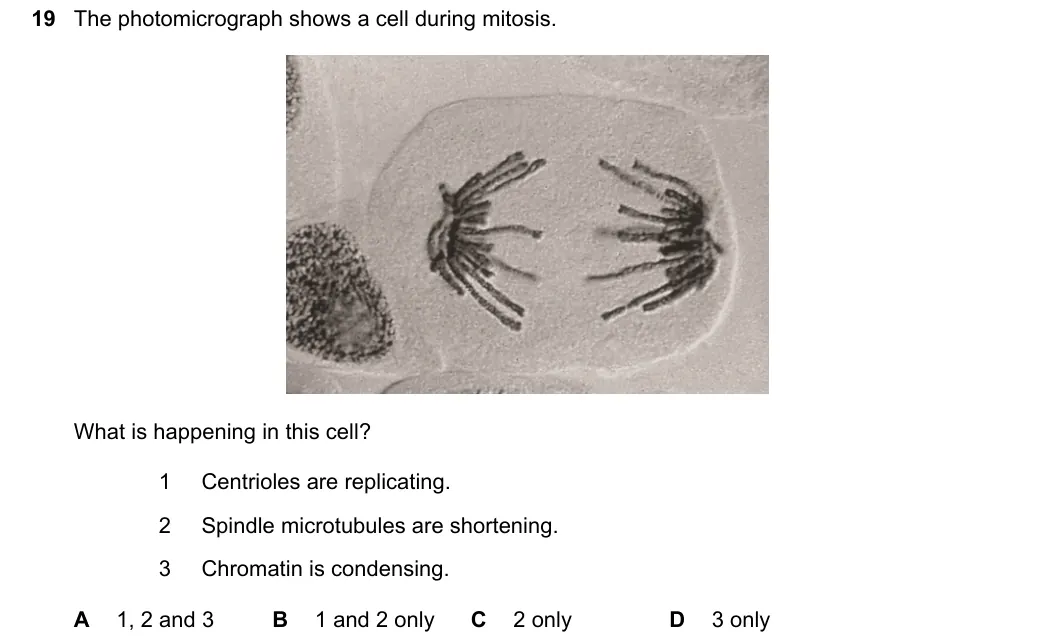 19 The photomicrograph shows a cell during mitosis.
What is happening in this cell?
1 Centrioles are replicating.
2 Spindle microtubules are shortening.
3 Chromatin is condensing.
A 1, 2 and 3 B 1 and 2 only C 2 only D 3 only